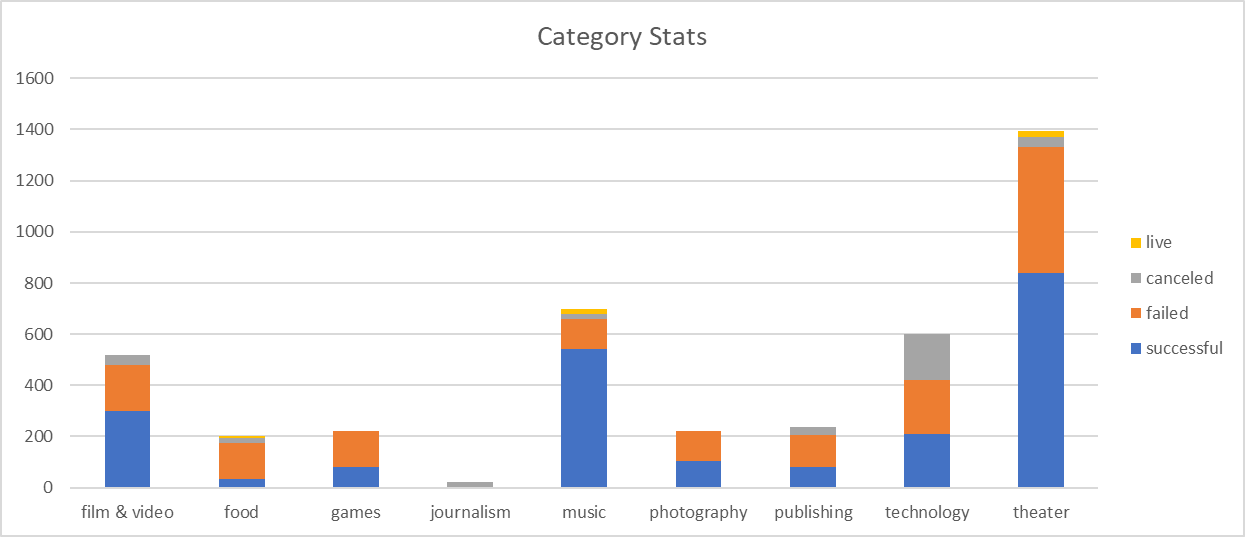 Category Stats
1600
1400
1200
1000
800
600
400
200
0
film & video food games journalism music photography publishing technology theater
live
canceled
failed
successful